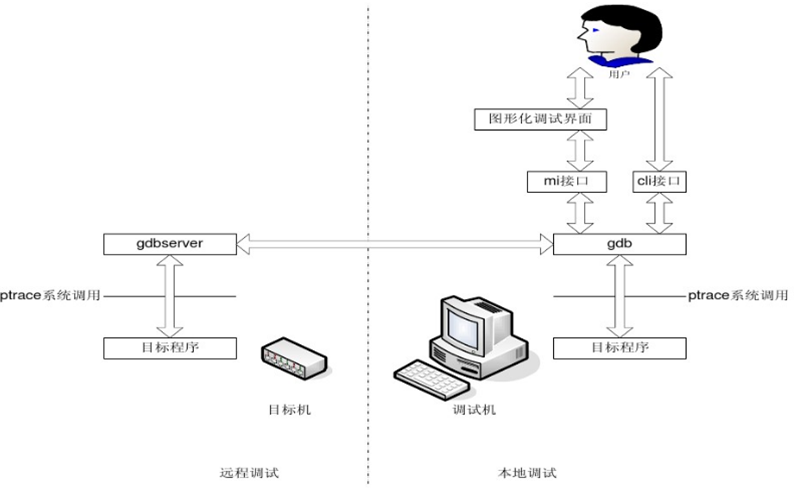 用户
图形化调试界面
mi接口
cli接口
gdbserver
gdb
ptrace系统调用
ptrace系统调用
目标程序
目标程序
目标机
调试机
远程调试
本地调试